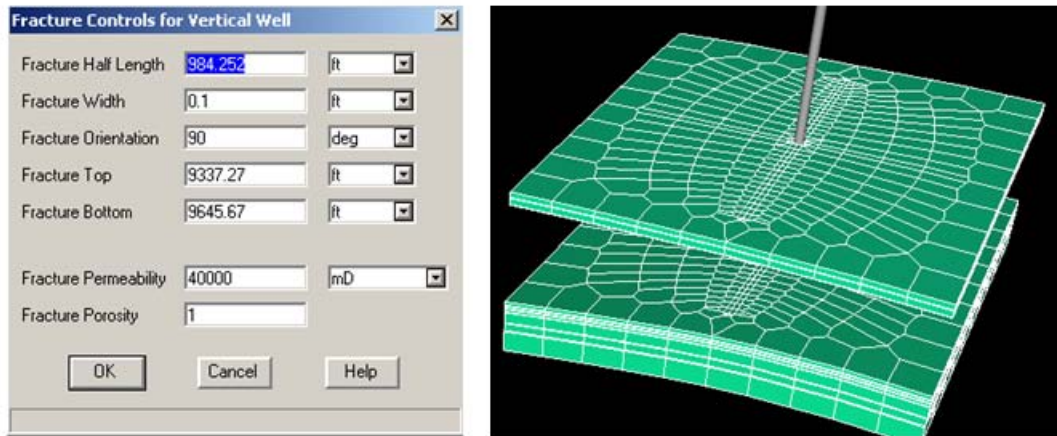 Fracture Controls for Vertical Well
Fracture Half Length 984.252 ft
Fracture Width 0.1 ft
Fracture Orientation 90 deg
Fracture Top 9337.27 ft
Fracture Bottom 9645.67 ft
Fracture Permeability 40000 mD
Fracture Porosity 1
OK Cancel Help